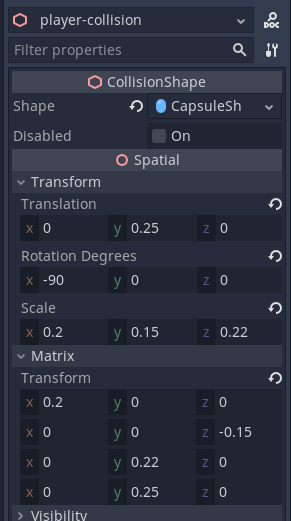 player-collision
Filter properties
CollisionShape
Shape CapsuleSh
Disabled On
Spatial
Transform
Translation
x 0 y 0.25 z 0
Rotation Degrees
x -90 y 0 z 0
Scale
x 0.2 y 0.15 z 0.22
Matrix
Transform
x 0.2 y 0 z 0
x 0 y 0 z -0.15
x 0 y 0.22 z 0
x 0 y 0.25 z 0
Visibility